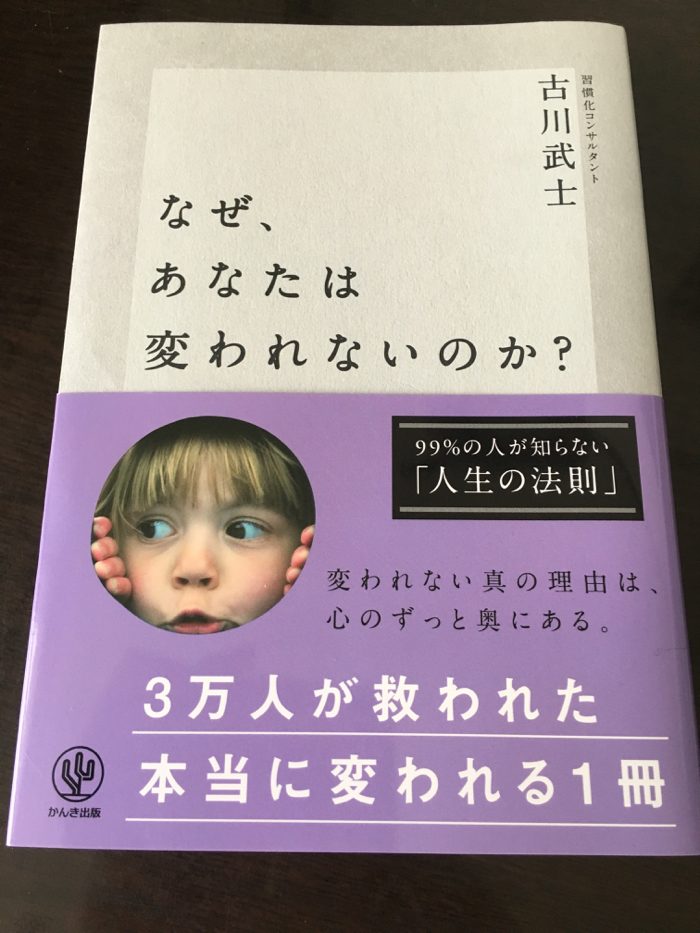 習慣化コンサルタント
古川武士
なぜ、
あなたは
変われないのか?
99%の人が知らない
「人生の法則」
変われない真の理由は、
心のずっと奥にある。
3万人が救われた
本当に変われる1冊
かんき出版